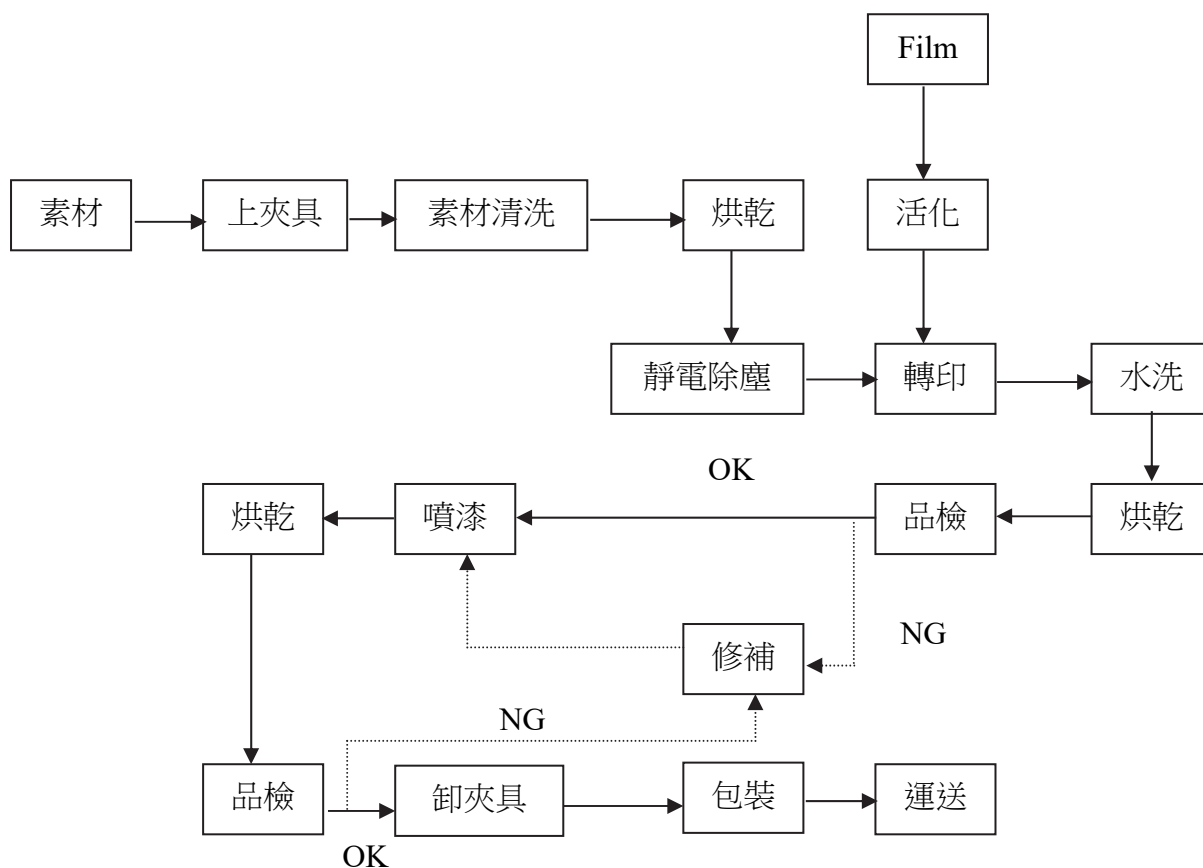 Film
素材
上夾具
素材清洗
烘乾
活化
靜電除塵
轉印
水洗
OK
烘乾
噴漆
品檢
烘乾
NG
修補
NG
品檢
卸夾具
包裝
運送
OK